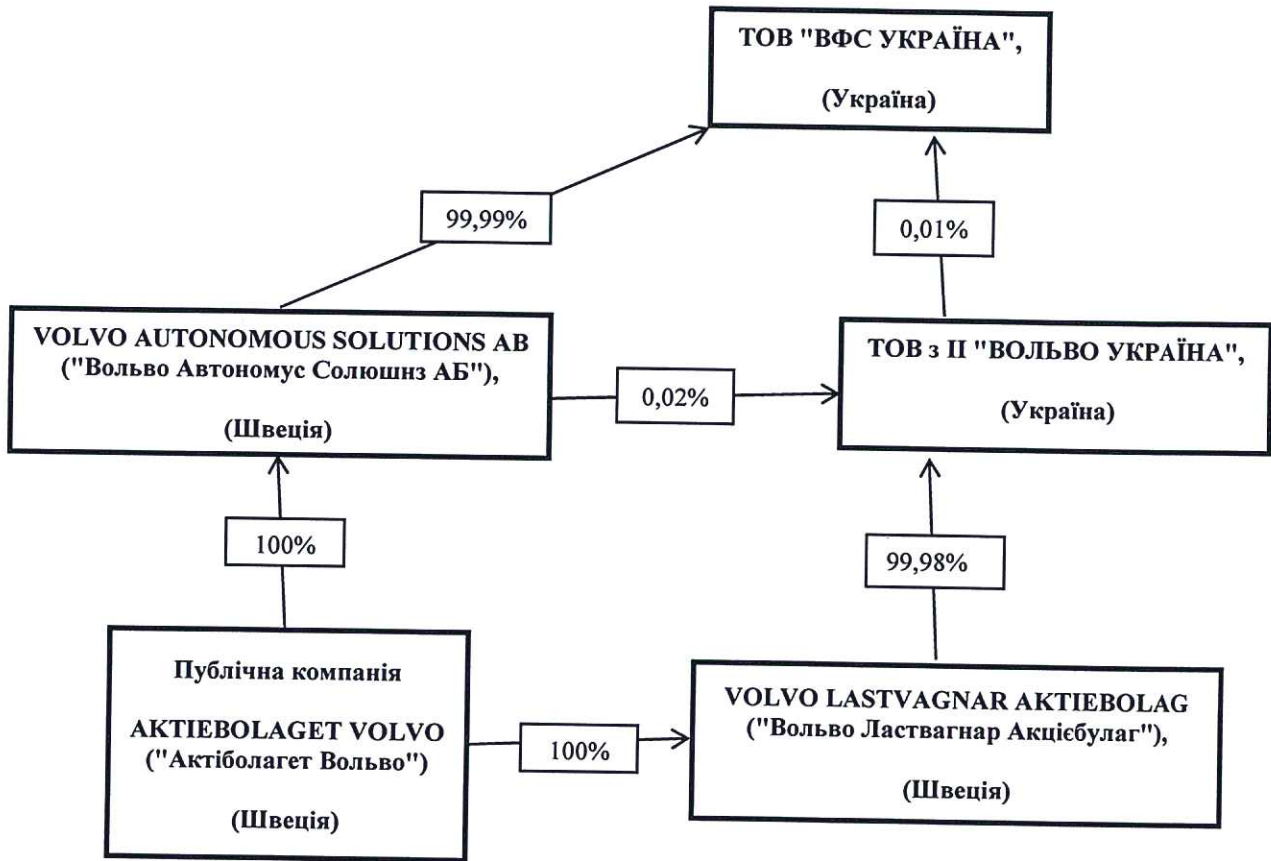 ТОВ "ВФС УКРАЇНА",
(Україна)
99,99%
0,01%
VOLVO AUTONOMOUS SOLUTIONS AB
("Вольво Автономус Солюшнз АБ"),
(Швеція)
0,02%
ТОВ з ІІ "ВОЛЬВО УКРАЇНА",
(Україна)
100%
99,98%
Публічна компанія
AKTIEBOLAGET VOLVO
("Актіболагет Вольво")
(Швеція)
100%
VOLVO LASTVAGNAR AKTIEBOLAG
("Вольво Ластвагнар Акцієбулаг"),
(Швеція)